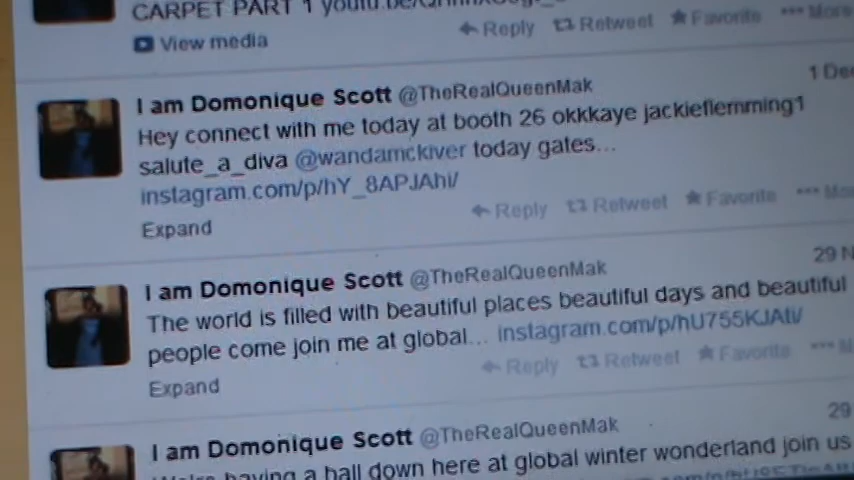 CARPET PART 1
View media
Reply Retweet Favorite More
I am Domonique Scott @TheRealQueenMak
Hey connect with me today at booth 26 okkkaye jackieflemming1
salute_a_diva @wandamckiver today gates...
instagram.com/p/hY_8APJAhi/
Reply Retweet Favorite
Expand
29
I am Domonique Scott @TheRealQueenMak
The world is filled with beautiful places beautiful days and beautiful
people come join me at global... instagram.com/p/hU755KJAti/
Reply Retweet Favorite
Expand
29
I am Domonique Scott @TheRealQueenMak
having a ball down here at global winter wonderland join us